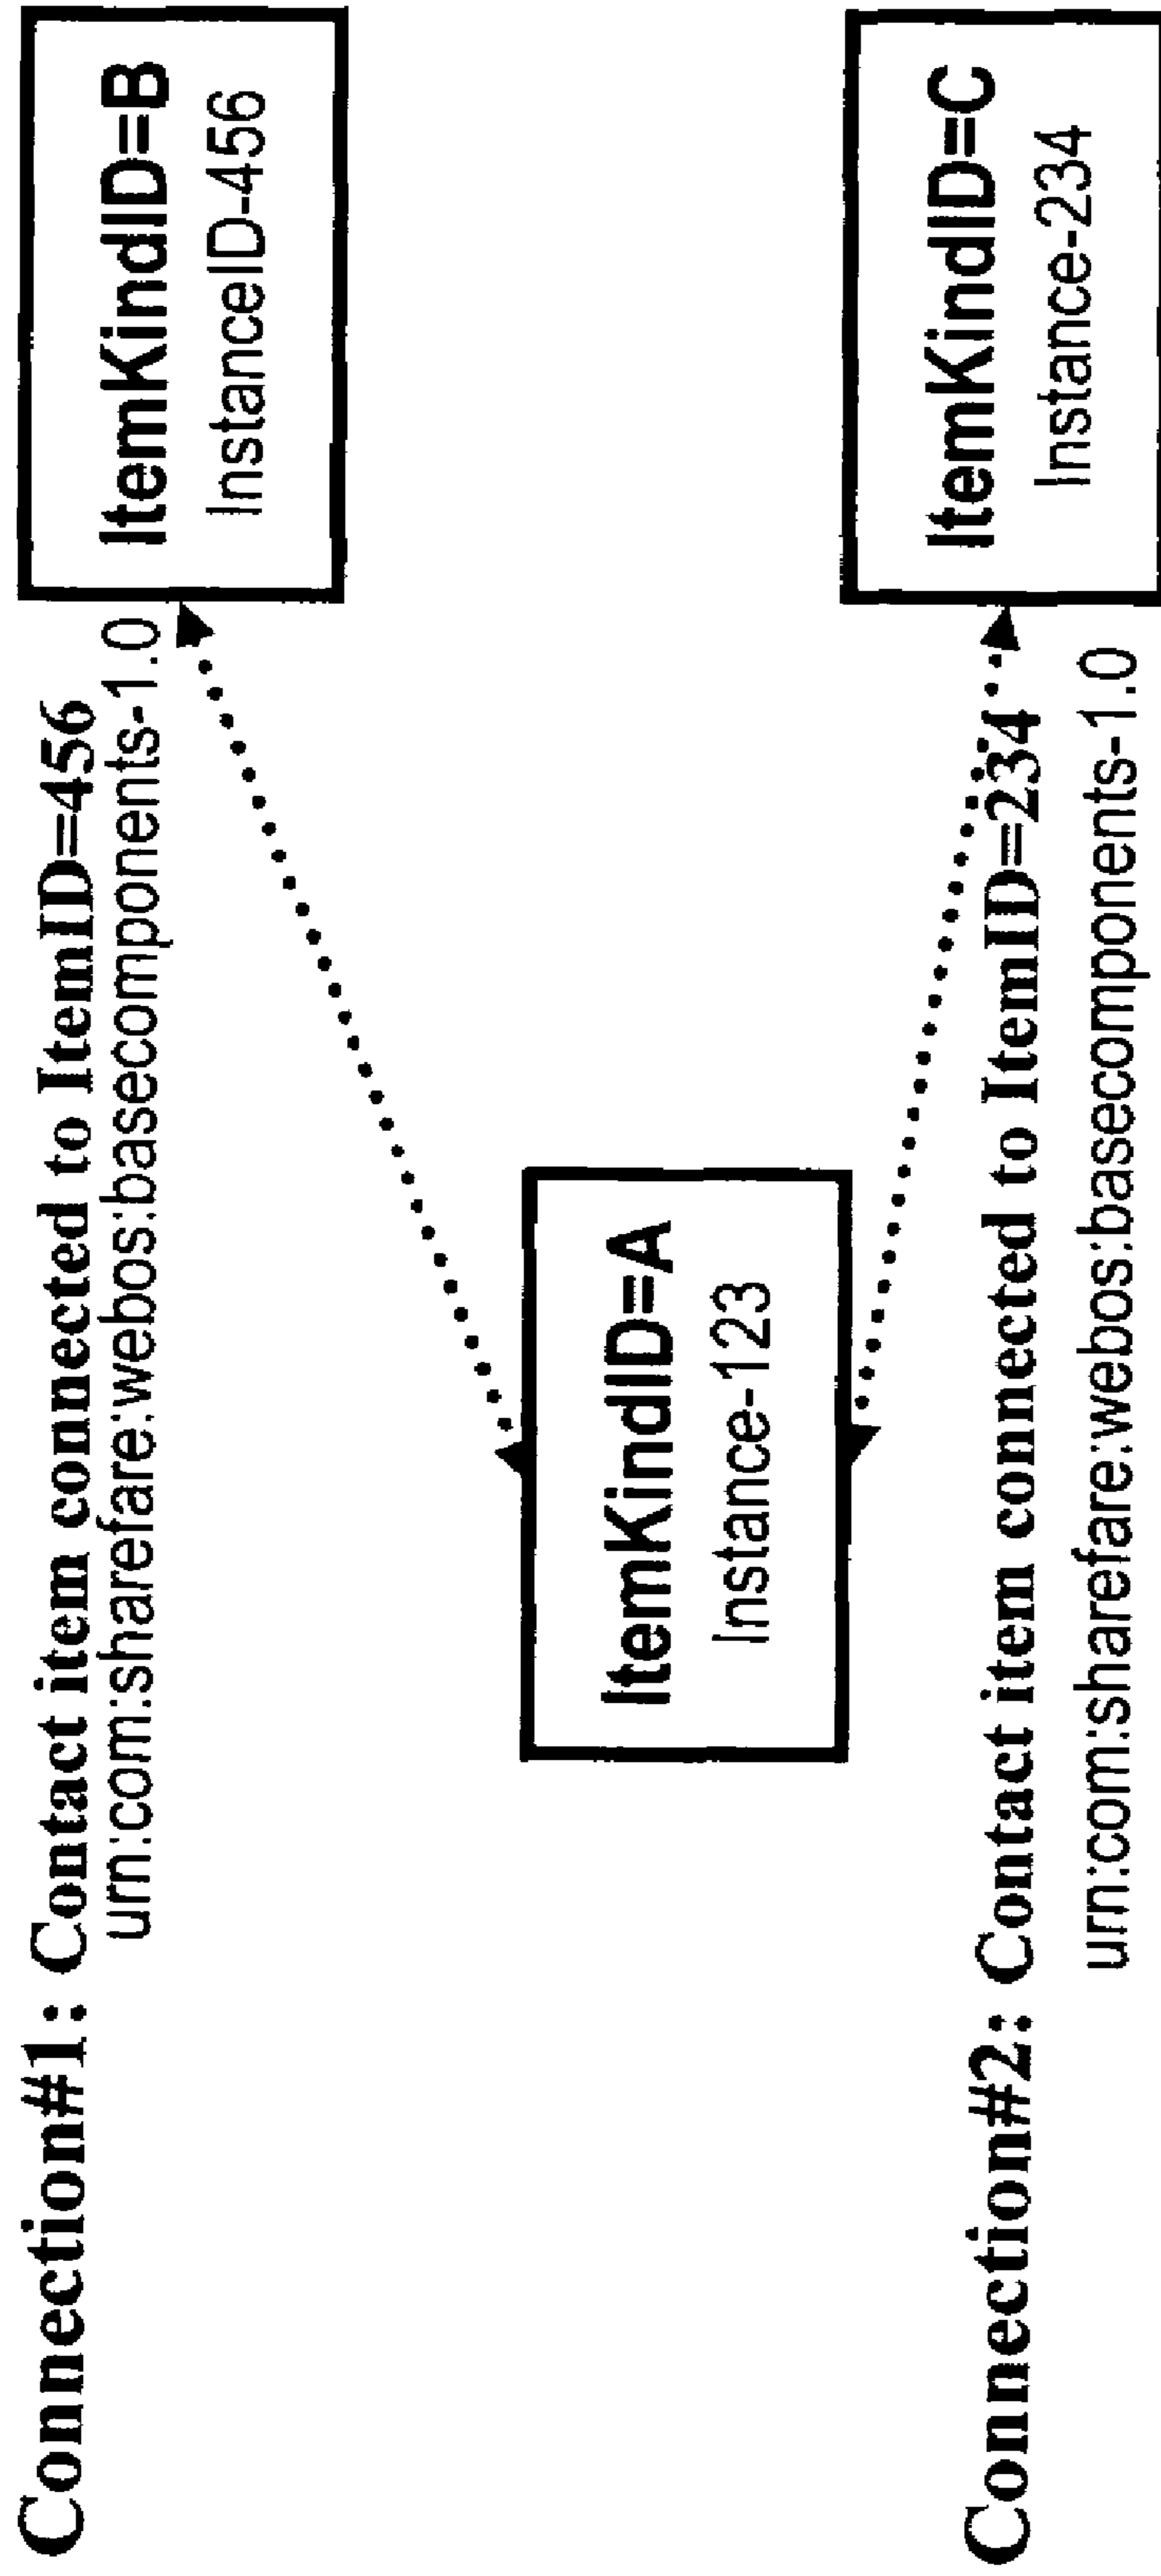 Connection#1: Contact item connected to ItemID=456
urn:com:sharefare:webos:basecomponents-1.0
ItemKindID=B
InstanceID-456
ItemKindID=A
Instance-123
Connection#2: Contact item connected to ItemID=234
urn:com:sharefare:webos:basecomponents-1.0
ItemKindID=C
Instance-234